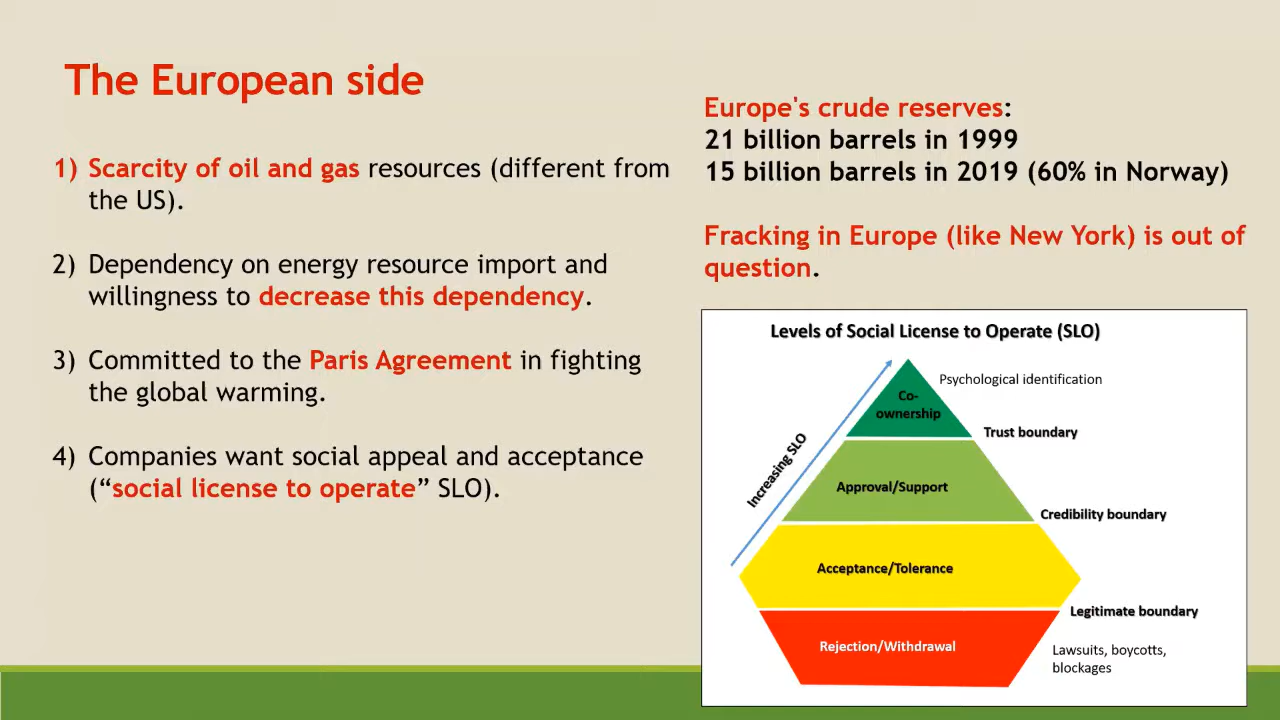 The European side
1) Scarcity of oil and gas resources (different from
the US).
2) Dependency on energy resource import and
willingness to decrease this dependency.
3) Committed to the Paris Agreement in fighting
the global warming.
4) Companies want social appeal and acceptance
(“social license to operate” SLO).
Europe's crude reserves:
21 billion barrels in 1999
15 billion barrels in 2019 (60% in Norway)
Fracking in Europe (like New York) is out of
question.
Levels of Social License to Operate (SLO)
Increasing SLO
Psychological identification
Co-
ownership
Trust boundary
Approval/Support
Credibility boundary
Acceptance/Tolerance
Legitimate boundary
Rejection/Withdrawal
Lawsuits, boycotts,
blockages